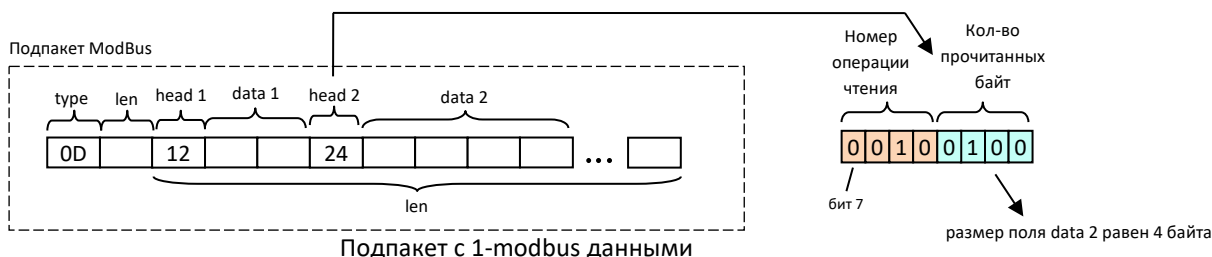 Подпакет ModBus
type len head 1 data 1 head 2 data 2
0D 12 24 ...
len
Подпакет с 1-modbus данными
Номер
операции
чтения
Кол-во
прочитанных
байт
0 0 1 0 0 1 0 0
бит 7
размер поля data 2 равен 4 байта